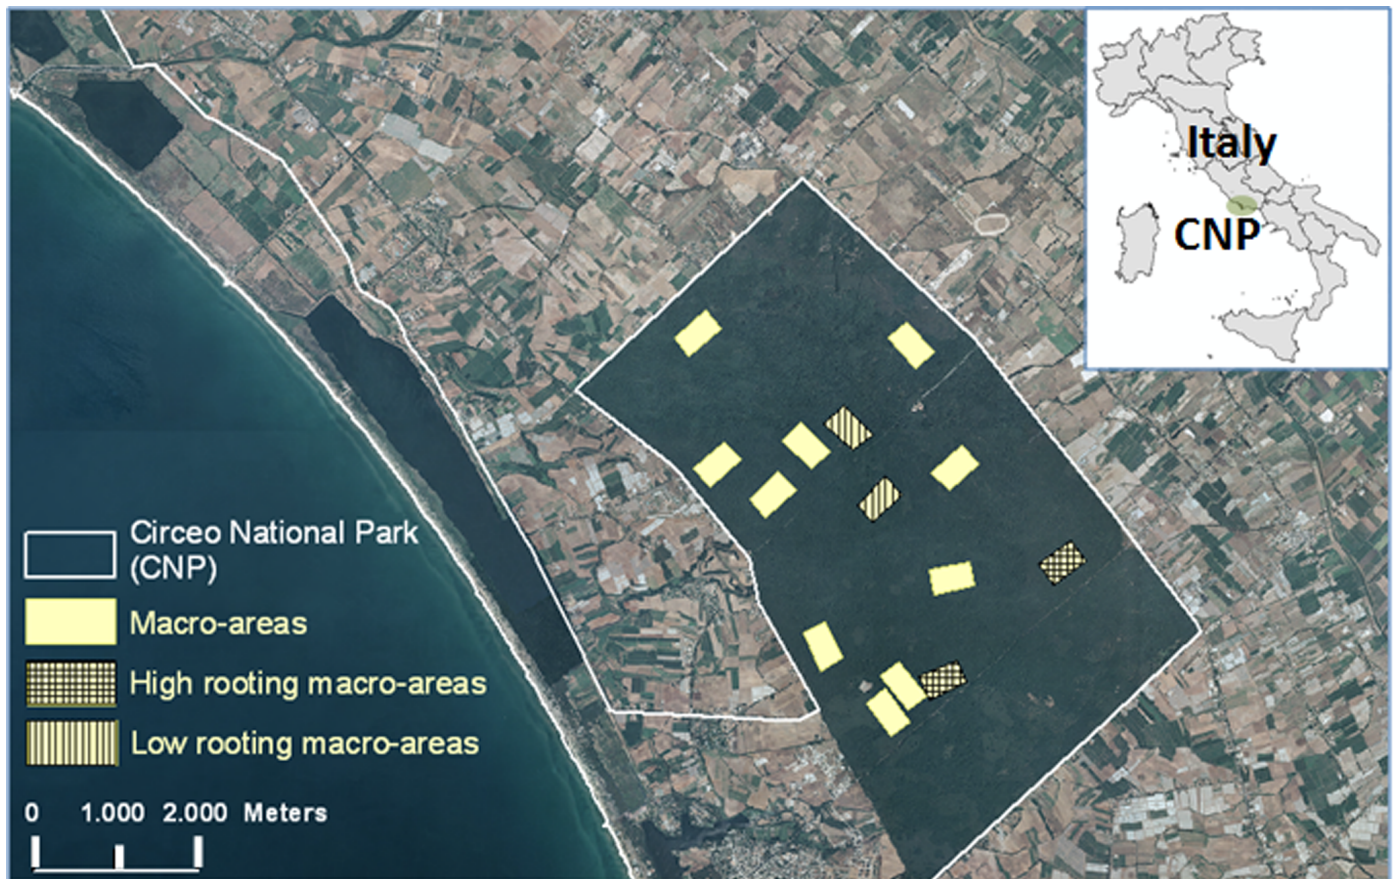 Italy
CNP
Circeo National Park
(CNP)
Macro-areas
High rooting macro-areas
Low rooting macro-areas
0 1.000 2.000 Meters